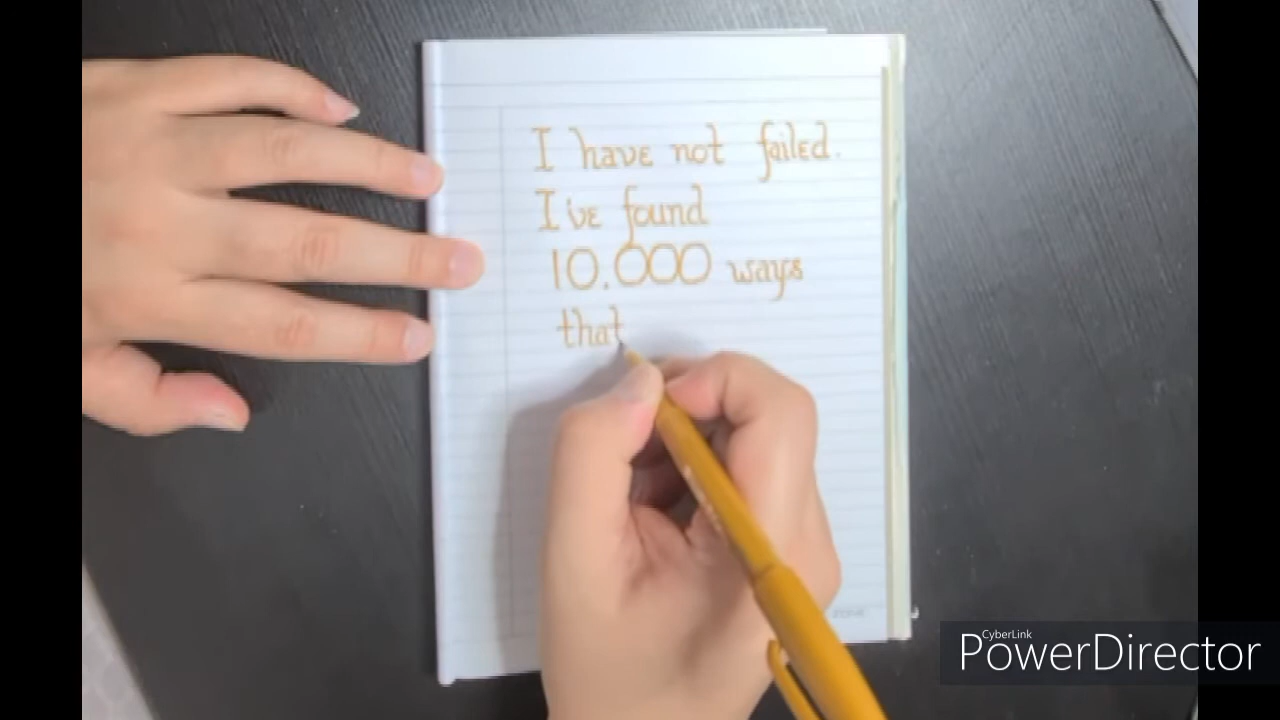 I have not failed.
I've found
10.000 ways
that
CyberLink
PowerDirector